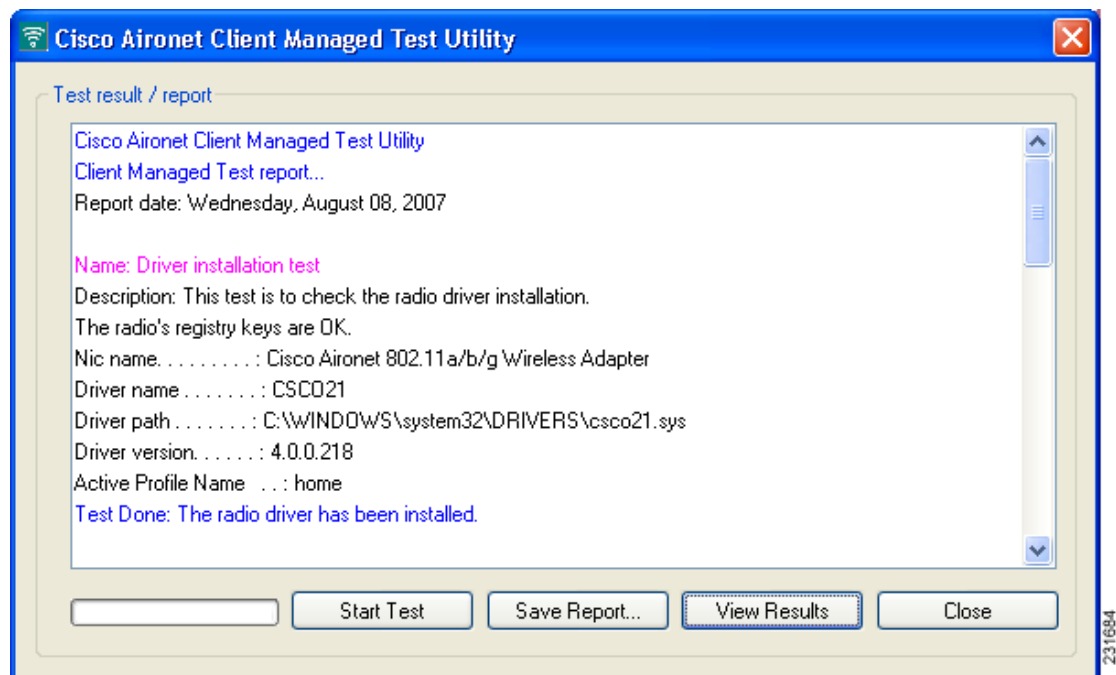 Cisco Aironet Client Managed Test Utility
Test result / report
Cisco Aironet Client Managed Test Utility
Client Managed Test report...
Report date: Wednesday, August 08, 2007
Name: Driver installation test
Description: This test is to check the radio driver installation.
The radio's registry keys are OK.
Nic name. . . . . . . . . : Cisco Aironet 802.11a/b/g Wireless Adapter
Driver name . . . . . . . : CSCO21
Driver path . . . . . . . : C:\WINDOWS\system32\DRIVERS\csco21.sys
Driver version. . . . . . : 4.0.0.218
Active Profile Name . . : home
Test Done: The radio driver has been installed.
Start Test
Save Report...
View Results
Close
231684